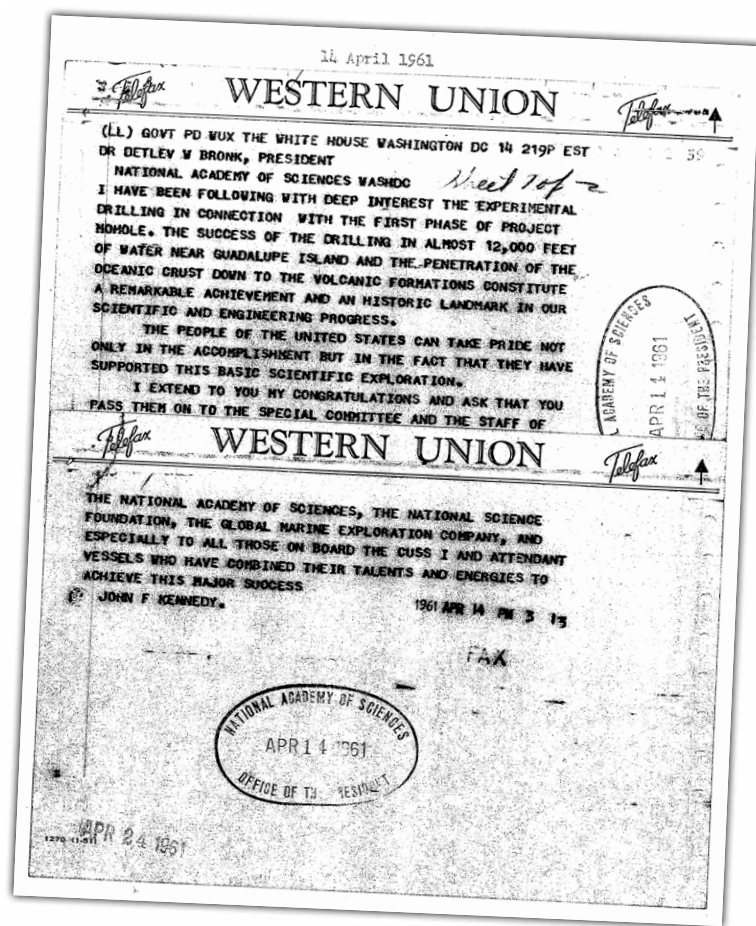 14 April 1961
Telefax WESTERN UNION Telefax
(LL) GOVT PD WUX THE WHITE HOUSE WASHINGTON DC 14 219P EST
59
DR DETLEV W BRONK, PRESIDENT
NATIONAL ACADEMY OF SCIENCES WASHDC
Sheet 1 of 2
I HAVE BEEN FOLLOWING WITH DEEP INTEREST THE EXPERIMENTAL
DRILLING IN CONNECTION WITH THE FIRST PHASE OF PROJECT
MOHOLE. THE SUCCESS OF THE DRILLING IN ALMOST 12,000 FEET
OF WATER NEAR GUADALUPE ISLAND AND THE PENETRATION OF THE
OCEANIC CRUST DOWN TO THE VOLCANIC FORMATIONS CONSTITUTE
A REMARKABLE ACHIEVEMENT AND AN HISTORIC LANDMARK IN OUR
SCIENTIFIC AND ENGINEERING PROGRESS.
THE PEOPLE OF THE UNITED STATES CAN TAKE PRIDE NOT
ONLY IN THE ACCOMPLISHMENT BUT IN THE FACT THAT THEY HAVE
SUPPORTED THIS BASIC SCIENTIFIC EXPLORATION.
I EXTEND TO YOU MY CONGRATULATIONS AND ASK THAT YOU
PASS THEM ON TO THE SPECIAL COMMITTEE AND THE STAFF OF
L ACADEMY OF SCIENCES
APR 14 1961
OF THE PRESIDENT
Telefax WESTERN UNION Telefax
THE NATIONAL ACADEMY OF SCIENCES, THE NATIONAL SCIENCE
FOUNDATION, THE GLOBAL MARINE EXPLORATION COMPANY, AND
ESPECIALLY TO ALL THOSE ON BOARD THE CUSS I AND ATTENDANT
VESSELS WHO HAVE COMBINED THEIR TALENTS AND ENERGIES TO
ACHIEVE THIS MAJOR SUCCESS
JOHN F KENNEDY.
1961 APR 14 PM 3 13
FAX
NATIONAL ACADEMY OF SCIENCES
APR 14 1961
OFFICE OF TH RESIDENT
APR 24 1961
1270 (1-51)